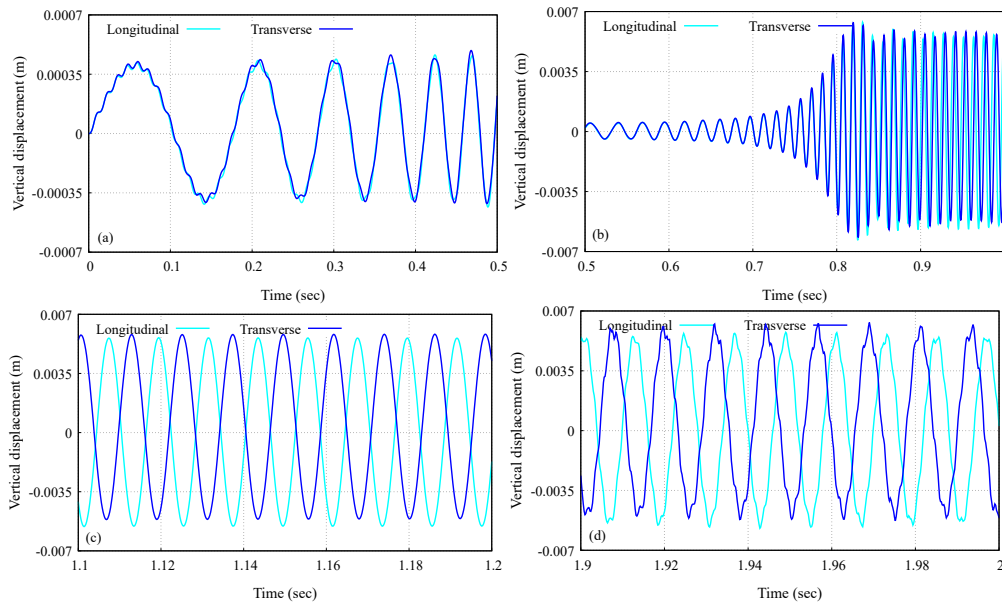 0.0007
Longitudinal
Transverse
0.00035
0
-0.00035
-0.0007
(a)
0 0.1 0.2 0.3 0.4 0.5
Time (sec)
Vertical displacement (m)
0.007
Longitudinal
Transverse
0.0035
0
-0.0035
-0.007
(b)
0.5 0.6 0.7 0.8 0.9
Time (sec)
Vertical displacement (m)
0.007
Longitudinal
Transverse
0.0035
0
-0.0035
-0.007
(c)
1.1 1.12 1.14 1.16 1.18 1.2
Time (sec)
Vertical displacement (m)
0.007
Longitudinal
Transverse
0.0035
0
-0.0035
-0.007
(d)
1.9 1.92 1.94 1.96 1.98 2
Time (sec)
Vertical displacement (m)